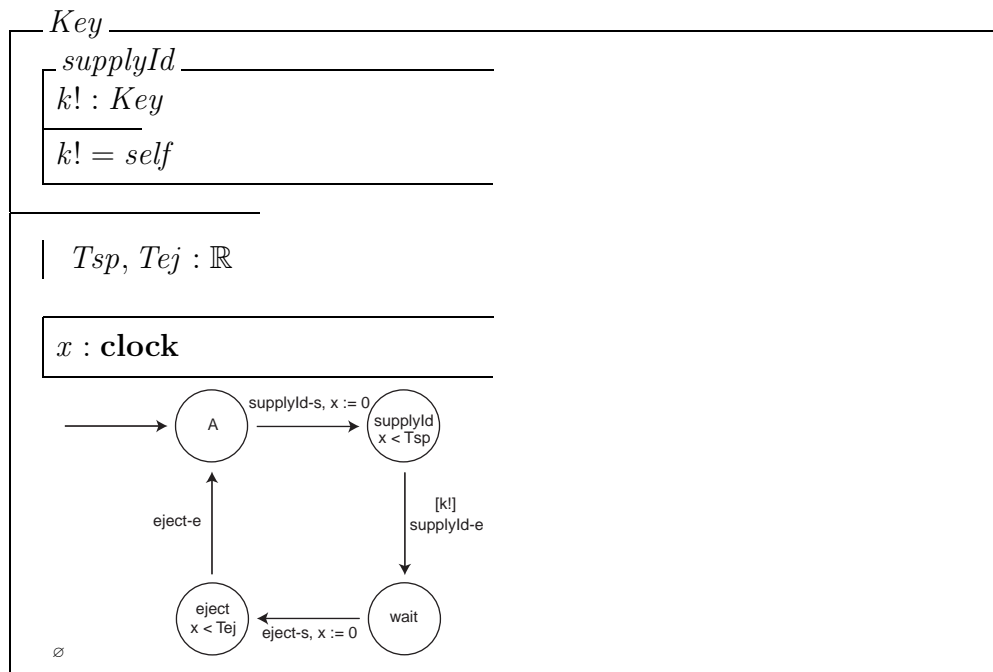 Key
supplyId
k! : Key
k! = self
Tsp, Tej : ℝ
x : clock
A
supplyId-s, x := 0
supplyId
x < Tsp
[k!]
supplyId-e
eject-e
eject
x < Tej
eject-s, x := 0
wait
∅